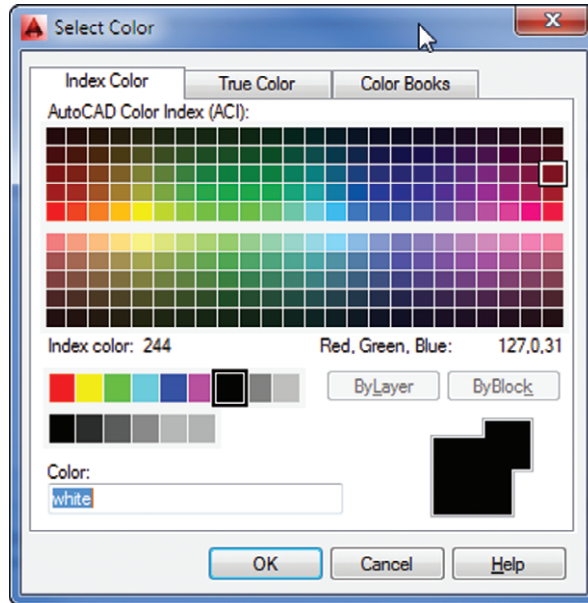 Select Color
Index Color True Color Color Books
AutoCAD Color Index (ACI):
Index color: 244 Red, Green, Blue: 127,0,31
ByLayer ByBlock
Color:
white
OK Cancel Help